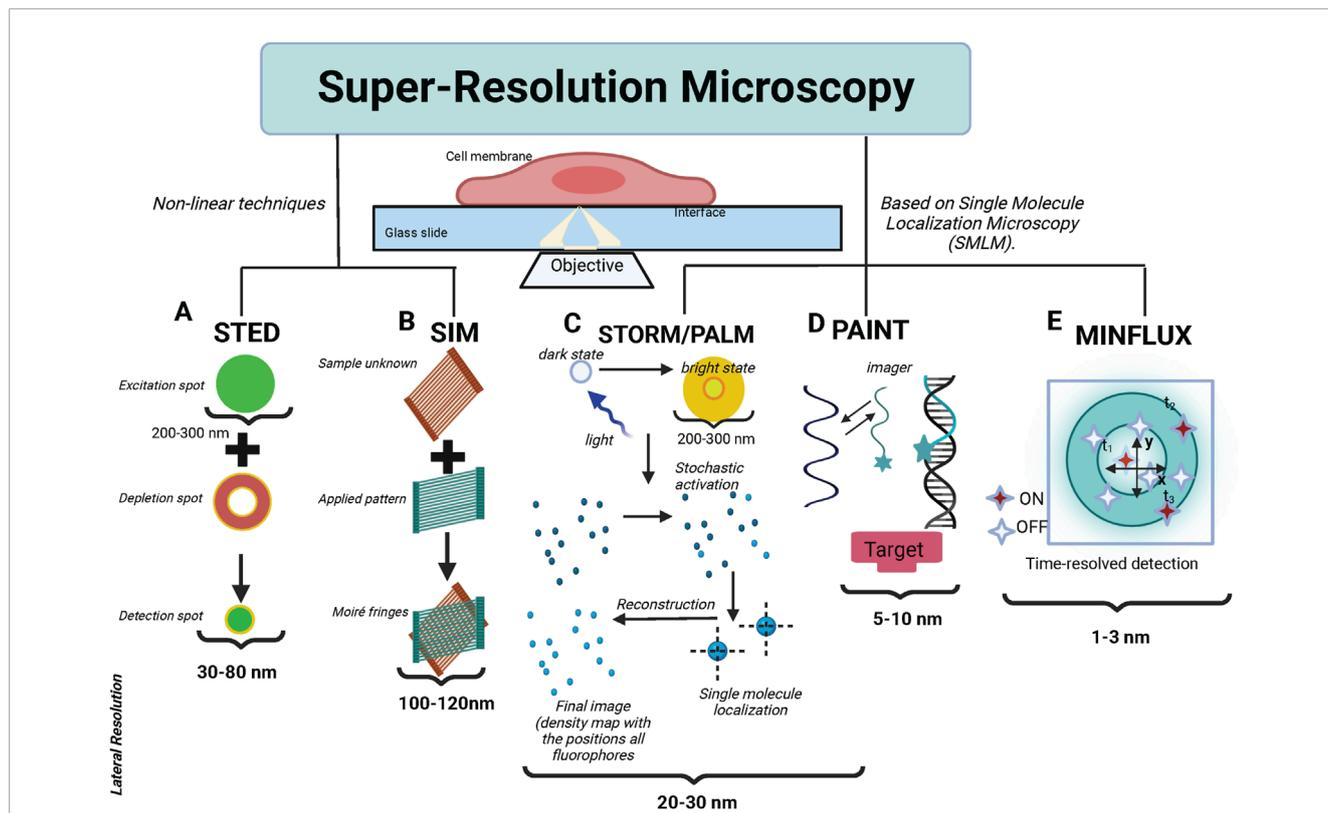 Super-Resolution Microscopy
Cell membrane
Non-linear techniques
Interface
Glass slide
Objective
Based on Single Molecule
Localization Microscopy
(SMLM).
A
STED
Excitation spot
200-300 nm
Depletion spot
Detection spot
30-80 nm
B
SIM
Sample unknown
Applied pattern
Moiré fringes
100-120nm
C
STORM/PALM
dark state
bright state
light
200-300 nm
Stochastic
activation
Reconstruction
Single molecule
localization
Final image
(density map with
the positions all
fluorophores
20-30 nm
D
PAINT
imager
Target
5-10 nm
E
MINFLUX
t2
t1
y
x
t3
ON
OFF
Time-resolved detection
1-3 nm
Lateral Resolution